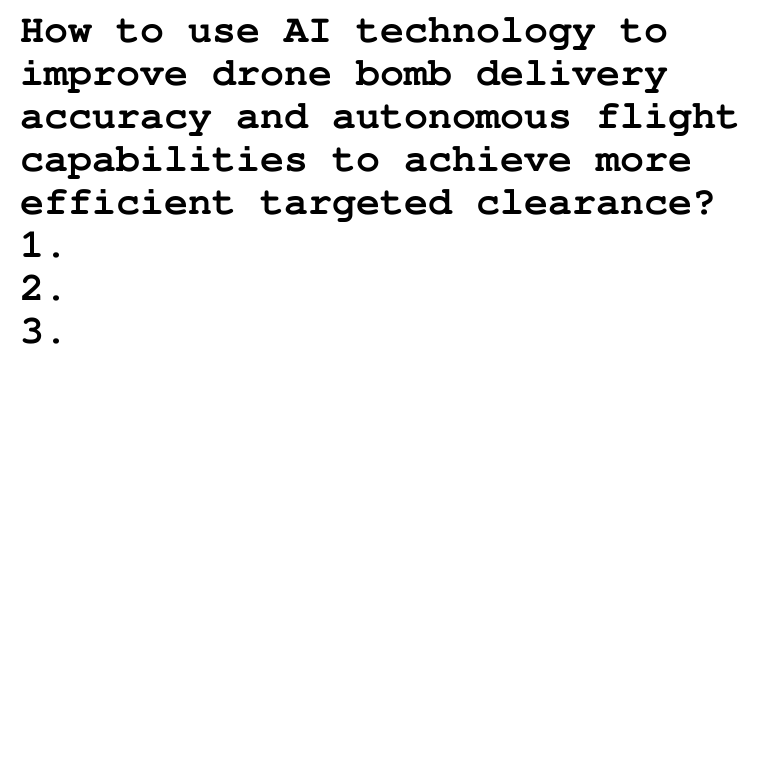 How to use AI technology to
improve drone bomb delivery
accuracy and autonomous flight
capabilities to achieve more
efficient targeted clearance?
1.
2.
3.